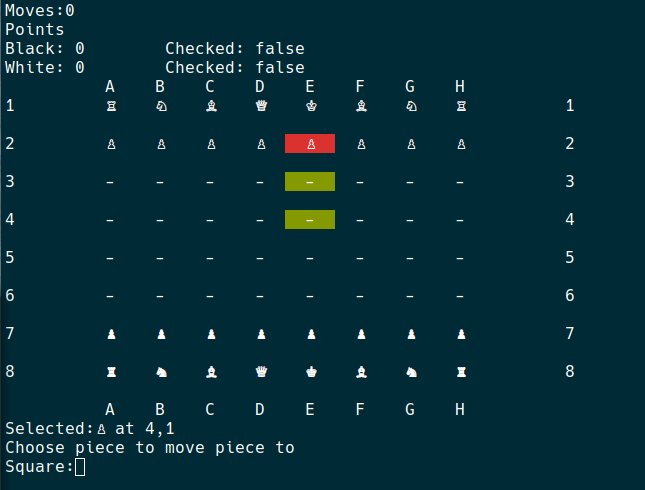 Moves:0
Points
Black: 0 Checked: false
White: 0 Checked: false
A B C D E F G H
1 ♖ ♘ ♗ ♕ ♔ ♗ ♘ ♖ 1
2 ♙ ♙ ♙ ♙ ♙ ♙ ♙ ♙ 2
3 – – – – – – – – 3
4 – – – – – – – – 4
5 – – – – – – – – 5
6 – – – – – – – – 6
7 ♟ ♟ ♟ ♟ ♟ ♟ ♟ ♟ 7
8 ♜ ♞ ♝ ♛ ♚ ♝ ♞ ♜ 8
A B C D E F G H
Selected:♙ at 4,1
Choose piece to move piece to
Square: